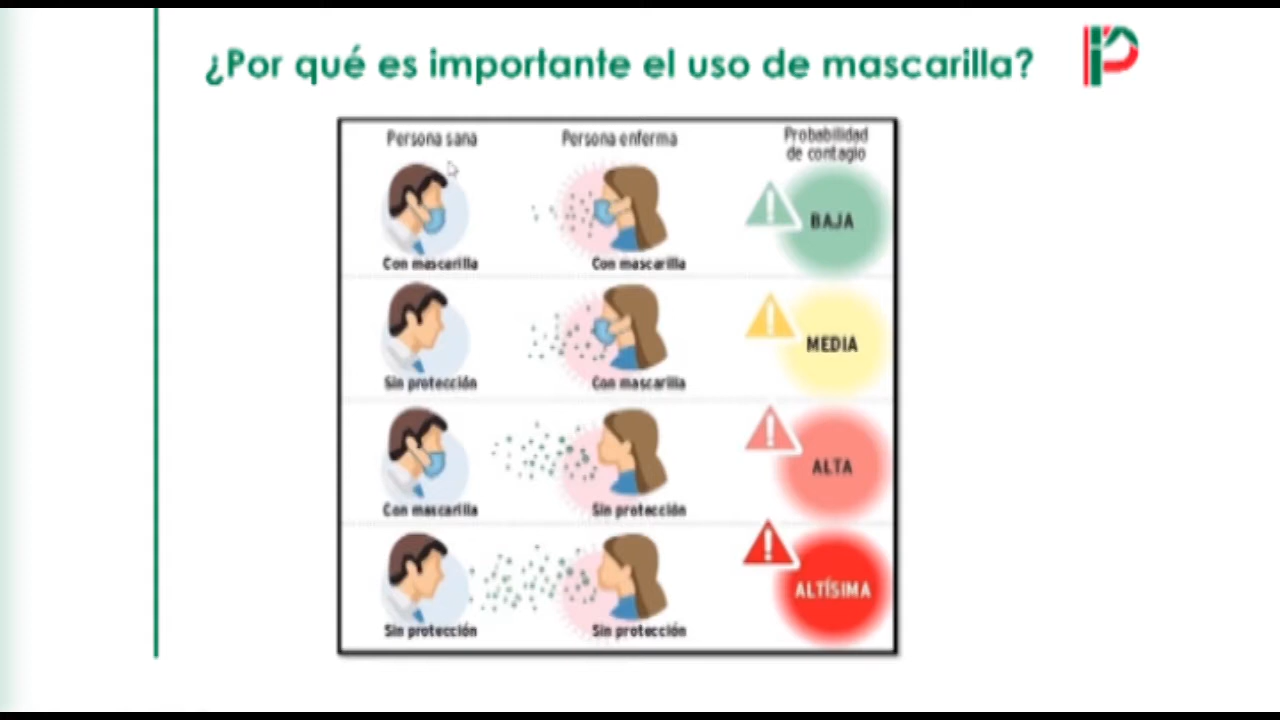 ¿Por qué es importante el uso de mascarilla?
Persona sana Persona enferma Probabilidad
de contagio
BAJA
Con mascarilla Con mascarilla
MEDIA
Sin protección Con mascarilla
ALTA
Con mascarilla Sin protección
ALTÍSIMA
Sin protección Sin protección